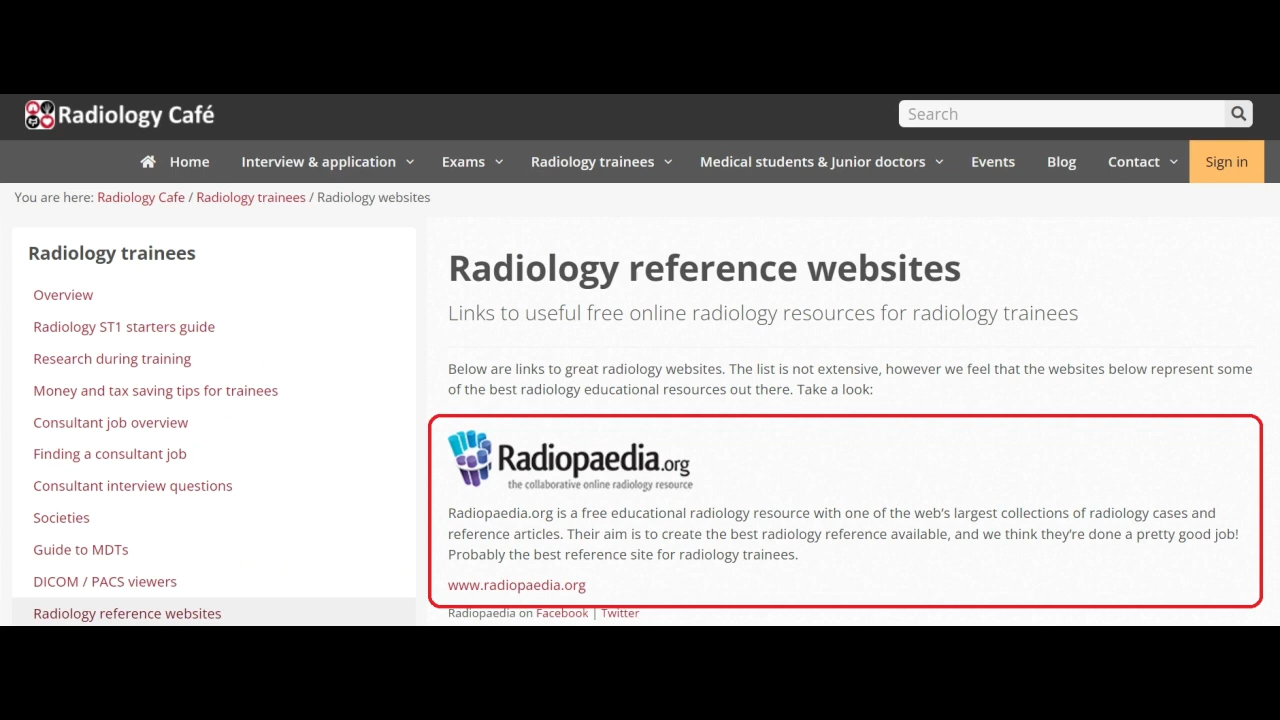 Radiology Café
Search
Home
Interview & application
Exams
Radiology trainees
Medical students & Junior doctors
Events
Blog
Contact
Sign in
You are here: Radiology Cafe / Radiology trainees / Radiology websites
Radiology trainees
Overview
Radiology ST1 starters guide
Research during training
Money and tax saving tips for trainees
Consultant job overview
Finding a consultant job
Consultant interview questions
Societies
Guide to MDTs
DICOM / PACS viewers
Radiology reference websites
Radiology reference websites
Links to useful free online radiology resources for radiology trainees
Below are links to great radiology websites. The list is not extensive, however we feel that the websites below represent some
of the best radiology educational resources out there. Take a look:
Radiopaedia.org
the collaborative online radiology resource
Radiopaedia.org is a free educational radiology resource with one of the web’s largest collections of radiology cases and
reference articles. Their aim is to create the best radiology reference available, and we think they’re done a pretty good job!
Probably the best reference site for radiology trainees.
www.radiopaedia.org
Radiopaedia on Facebook | Twitter